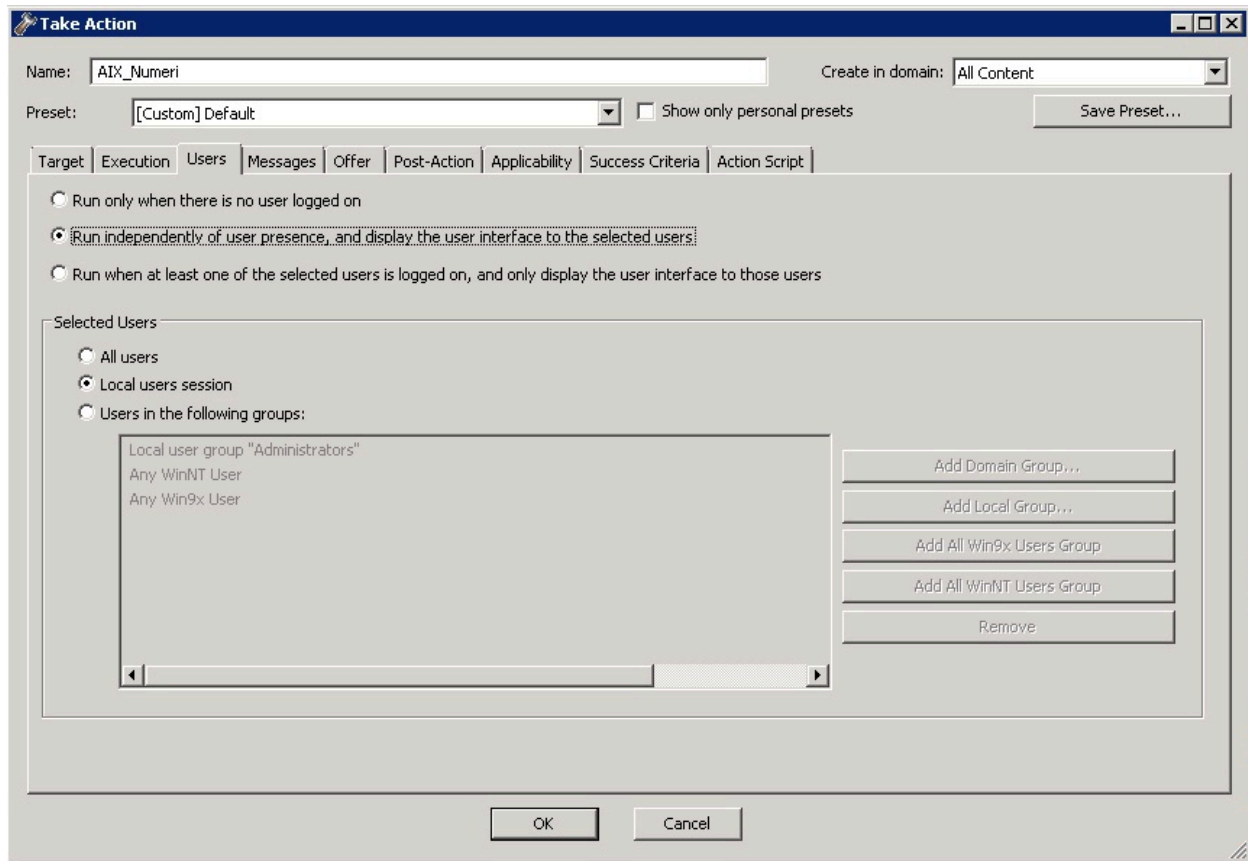 Take Action
Name: AIX_Numeri Create in domain: All Content
Preset: [Custom] Default Show only personal presets Save Preset...
Target Execution Users Messages Offer Post-Action Applicability Success Criteria Action Script
Run only when there is no user logged on
Run independently of user presence, and display the user interface to the selected users
Run when at least one of the selected users is logged on, and only display the user interface to those users
Selected Users
All users
Local users session
Users in the following groups:
Local user group "Administrators"
Any WinNT User
Any Win9x User
Add Domain Group...
Add Local Group...
Add All Win9x Users Group
Add All WinNT Users Group
Remove
OK Cancel